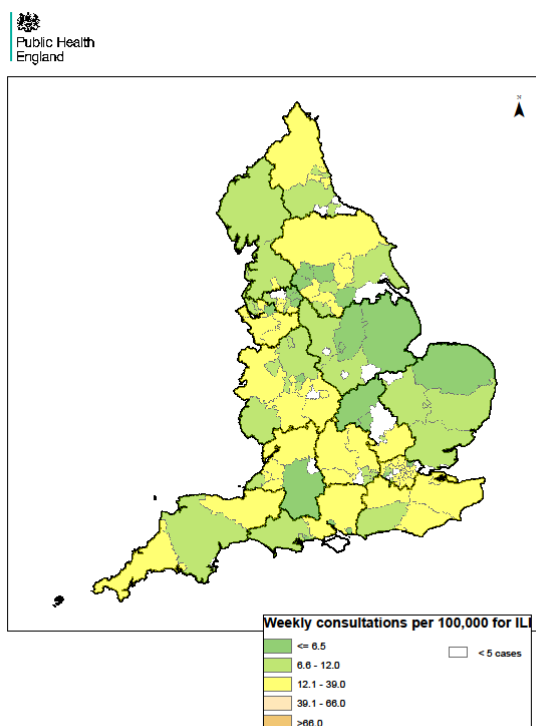 Public Health
England
N
Weekly consultations per 100,000 for ILI
<= 6.5
< 5 cases
6.6 - 12.0
12.1 - 39.0
39.1 - 66.0
>66.0